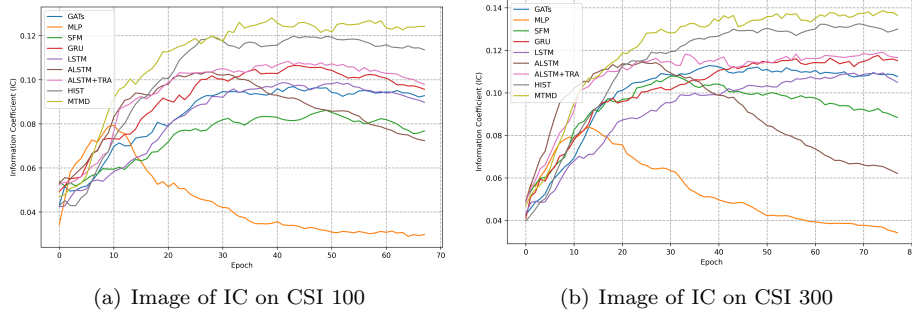 GATs
MLP
SFM
GRU
LSTM
ALSTM
ALSTM+TRA
HIST
MTMD
Information Coefficient (IC)
0.12
0.10
0.08
0.06
0.04
0
10
20
30
40
50
60
70
Epoch
(a) Image of IC on CSI 100
GATs
MLP
SFM
GRU
LSTM
ALSTM
ALSTM+TRA
HIST
MTMD
Information Coefficient (IC)
0.14
0.12
0.10
0.08
0.06
0.04
0
10
20
30
40
50
60
70
Epoch
(b) Image of IC on CSI 300